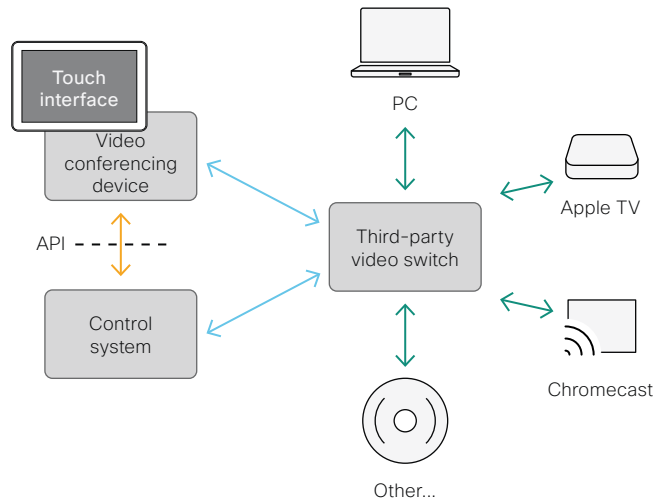 Touch
interface
Video
conferencing
device
API
Control
system
PC
Third-party
video switch
Apple TV
Chromecast
Other...